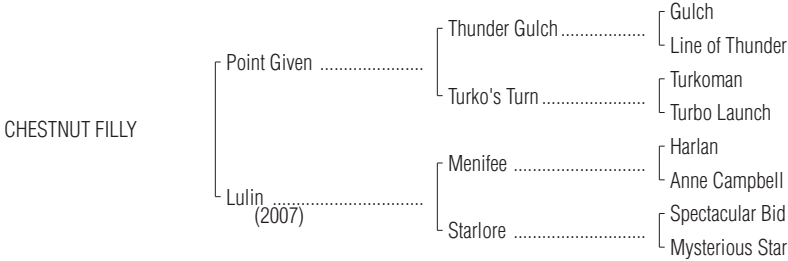 Gulch
Thunder Gulch ..................
Line of Thunder
Point Given ......................
Turkoman
Turko's Turn ......................
Turbo Launch
CHESTNUT FILLY
Harlan
Menifee ............................
Anne Campbell
Lulin ................................
(2007)
Spectacular Bid
Starlore ............................
Mysterious Star